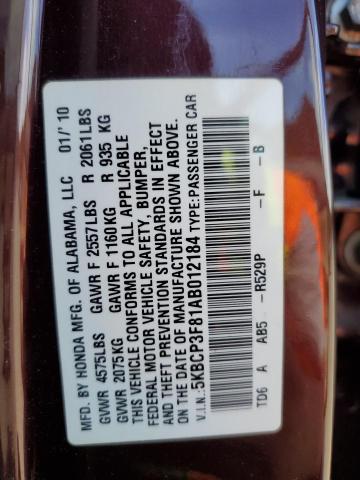 MFD. BY HONDA MFG. OF ALABAMA, LLC 01/'10
GVWR 4575LBS GAWR F 2557LBS R 2061LBS
GVWR 2075KG GAWR F 1160KG R 935 KG
THIS VEHICLE CONFORMS TO ALL APPLICABLE
FEDERAL MOTOR VEHICLE SAFETY, BUMPER,
AND THEFT PREVENTION STANDARDS IN EFFECT
ON THE DATE OF MANUFACTURE SHOWN ABOVE.
V.I.N.: 5KBCP3F81AB012184 TYPE: PASSENGER CAR
TD6 A AB5 -R529P -F -B